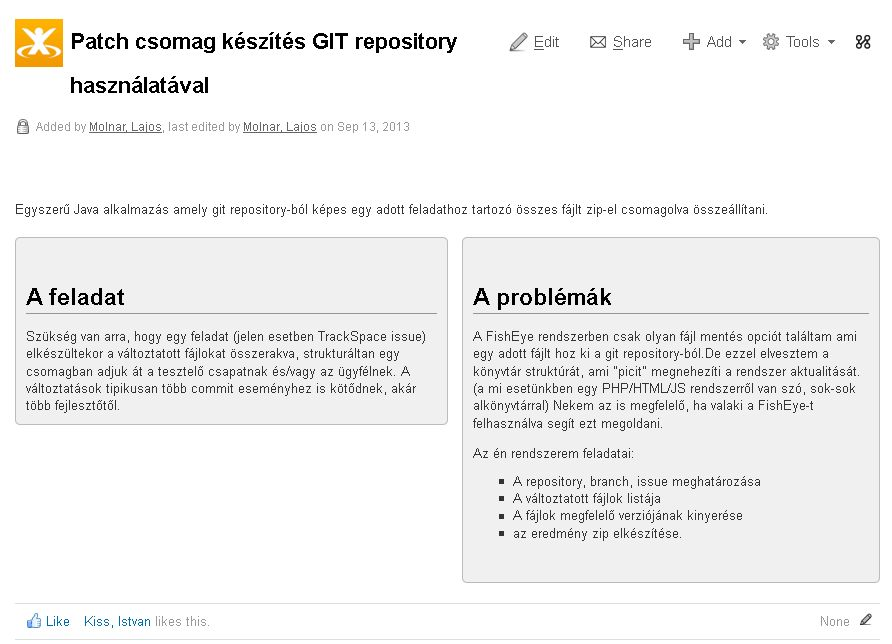 Patch csomag készítés GIT repository
használatával
Edit Share Add Tools
Added by Molnar, Lajos, last edited by Molnar, Lajos on Sep 13, 2013
Egyszerű Java alkalmazás amely git repository-ból képes egy adott feladathoz tartozó összes fájlt zip-el csomagolva összeállítani.
A feladat
Szükség van arra, hogy egy feladat (jelen esetben TrackSpace issue)
elkészültekor a változtatott fájlokat összerakva, strukturáltan egy
csomagban adjuk át a tesztelő csapatnak és/vagy az ügyfélnek. A
változtatások tipikusan több commit eseményhez is kötődnek, akár
több fejlesztőtől.
A problémák
A FishEye rendszerben csak olyan fájl mentés opciót találtam ami
egy adott fájlt hoz ki a git repository-ból.De ezzel elvesztem a
könyvtár struktúrát, ami "picit" megnehezíti a rendszer aktualitását.
(a mi esetünkben egy PHP/HTML/JS rendszerről van szó, sok-sok
alkönyvtárral) Nekem az is megfelelő, ha valaki a FishEye-t
felhasználva segít ezt megoldani.
Az én rendszerem feladatai:
A repository, branch, issue meghatározása
A változtatott fájlok listája
A fájlok megfelelő verziójának kinyerése
az eredmény zip elkészítése.
Like Kiss, Istvan likes this.
None